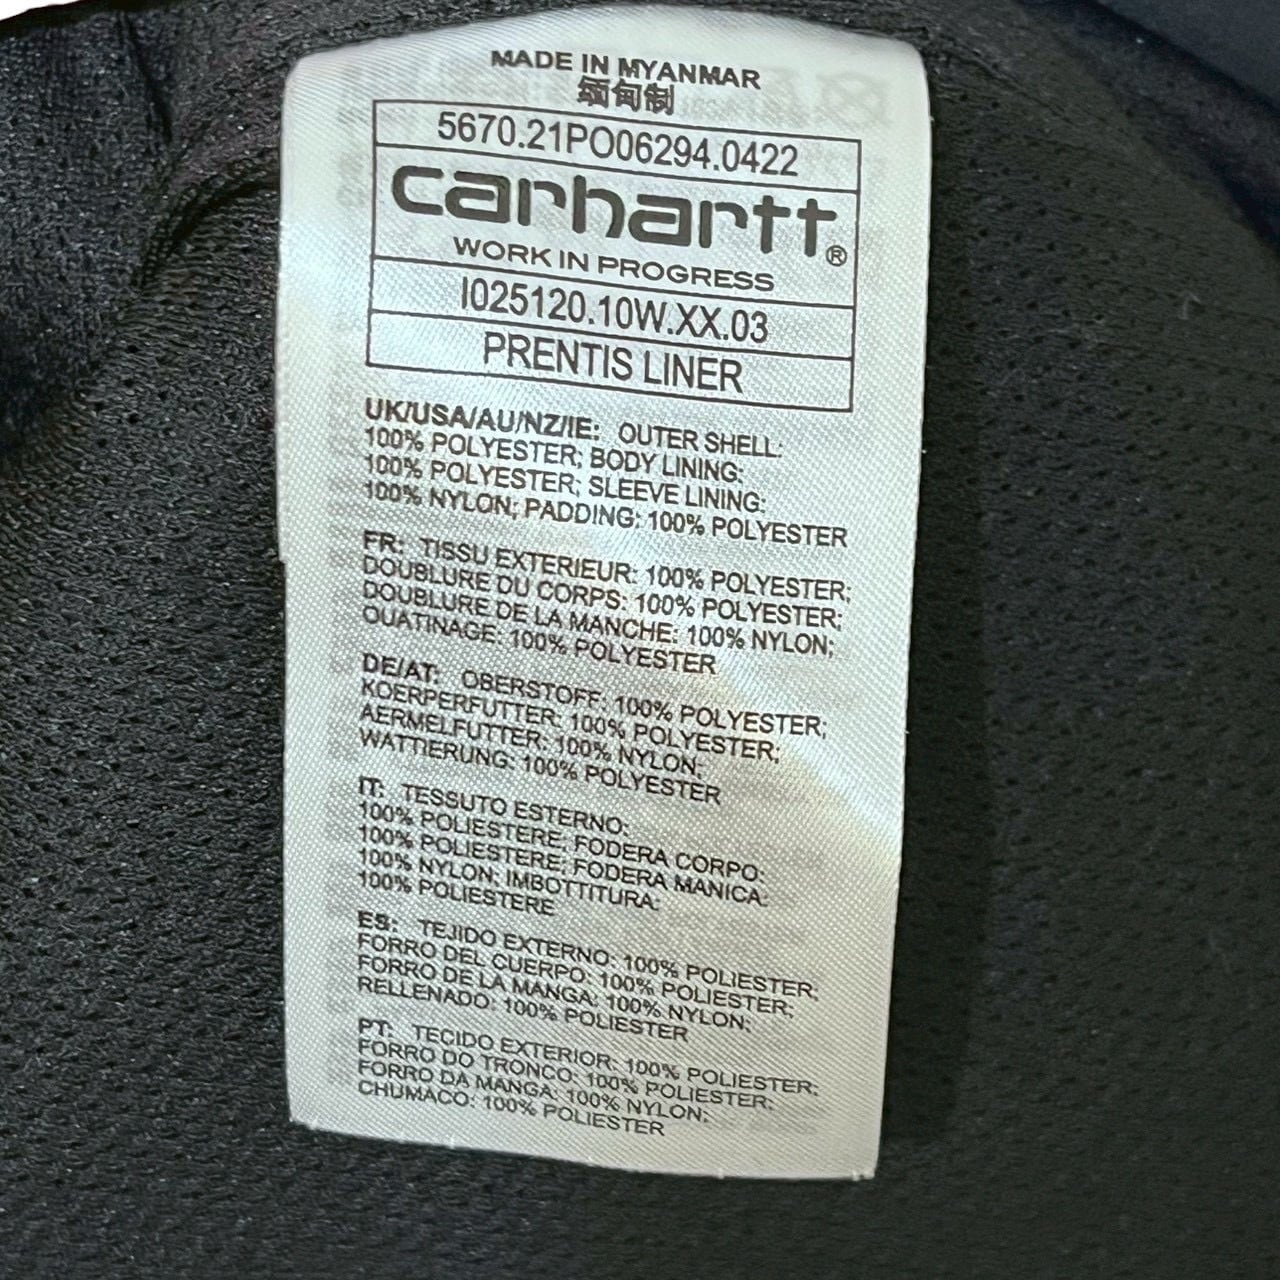 MADE IN MYANMAR
缅甸制
5670.21PO06294.0422
carhartt®
WORK IN PROGRESS
I025120.10W.XX.03
PRENTIS LINER
UK/USA/AU/NZ/IE: OUTER SHELL:
100% POLYESTER; BODY LINING:
100% POLYESTER; SLEEVE LINING:
100% NYLON; PADDING: 100% POLYESTER
FR: TISSU EXTERIEUR: 100% POLYESTER;
DOUBLURE DU CORPS: 100% POLYESTER;
DOUBLURE DE LA MANCHE: 100% NYLON;
OUATINAGE: 100% POLYESTER
DE/AT: OBERSTOFF: 100% POLYESTER;
KOERPERFUTTER: 100% POLYESTER;
AERMELFUTTER: 100% NYLON;
WATTIERUNG: 100% POLYESTER
IT: TESSUTO ESTERNO:
100% POLIESTERE; FODERA CORPO:
100% POLIESTERE; FODERA MANICA:
100% NYLON; IMBOTTITURA:
100% POLIESTERE
ES: TEJIDO EXTERNO: 100% POLIESTER;
FORRO DEL CUERPO: 100% POLIESTER;
FORRO DE LA MANGA: 100% NYLON;
RELLENADO: 100% POLIESTER
PT: TECIDO EXTERIOR: 100% POLIESTER;
FORRO DO TRONCO: 100% POLIESTER;
FORRO DA MANGA: 100% NYLON;
CHUMACO: 100% POLIESTER